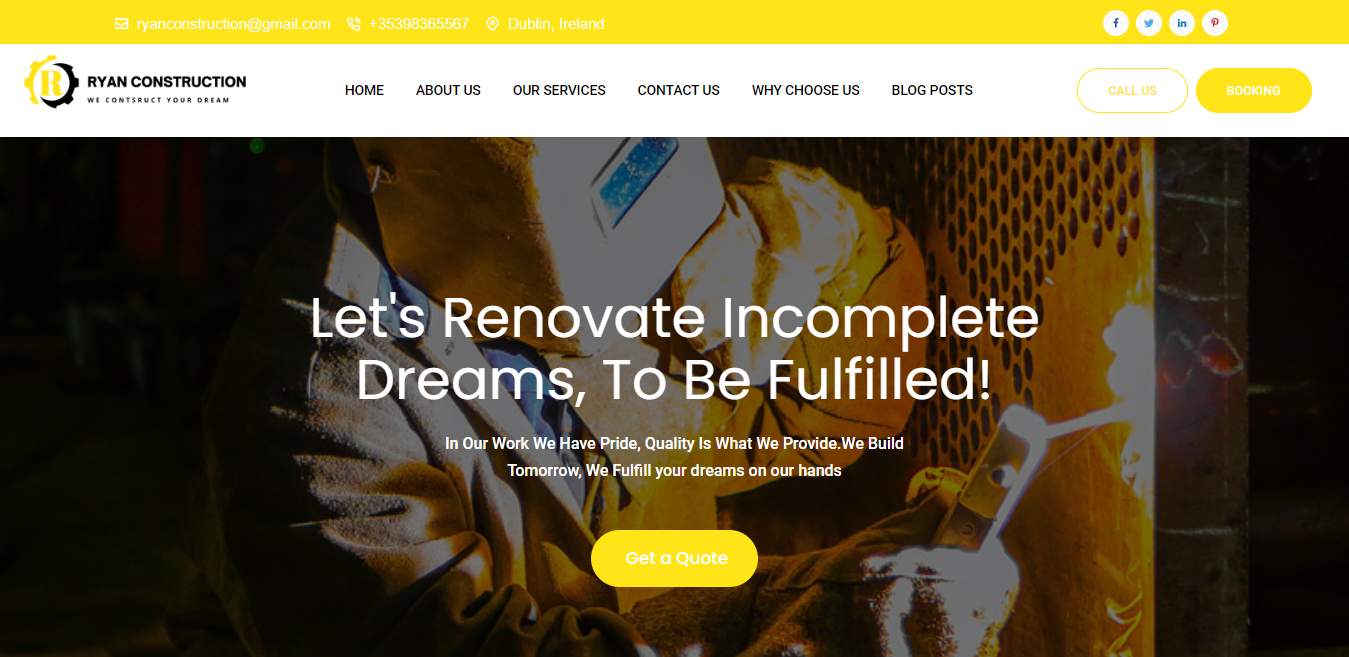 ryanconstruction@gmail.com +35398365567 Dublin, Ireland
R RYAN CONSTRUCTION
WE CONTSRUCT YOUR DREAM
HOME ABOUT US OUR SERVICES CONTACT US WHY CHOOSE US BLOG POSTS
CALL US BOOKING
Let's Renovate Incomplete
Dreams, To Be Fulfilled!
In Our Work We Have Pride, Quality Is What We Provide.We Build
Tomorrow, We Fulfill your dreams on our hands
Get a Quote